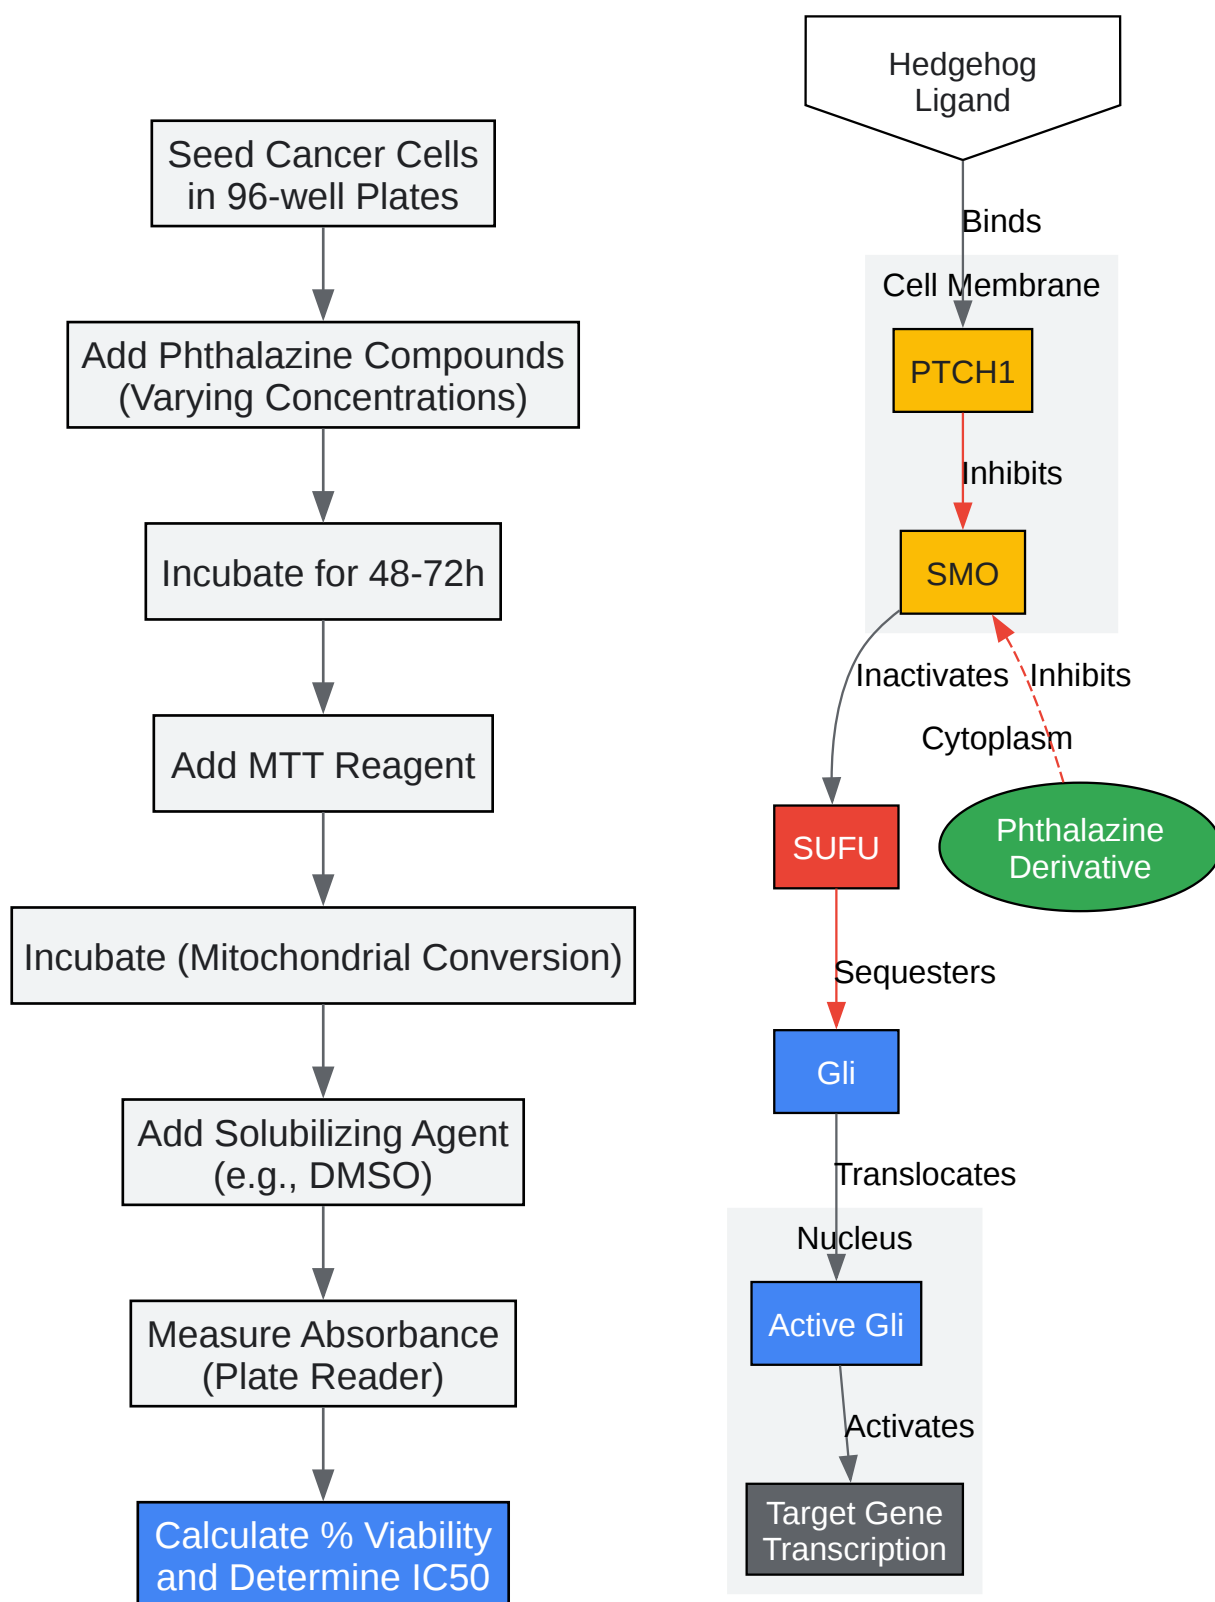 Seed Cancer Cells
in 96-well Plates
Add Phthalazine Compounds
(Varying Concentrations)
Incubate for 48-72h
Add MTT Reagent
Incubate (Mitochondrial Conversion)
Add Solubilizing Agent
(e.g., DMSO)
Measure Absorbance
(Plate Reader)
Calculate % Viability
and Determine IC50
Hedgehog
Ligand
Binds
Cell Membrane
PTCH1
Inhibits
SMO
Inactivates
Inhibits
Cytoplasm
Phthalazine
Derivative
SUFU
Sequesters
Gli
Translocates
Nucleus
Active Gli
Activates
Target Gene
Transcription